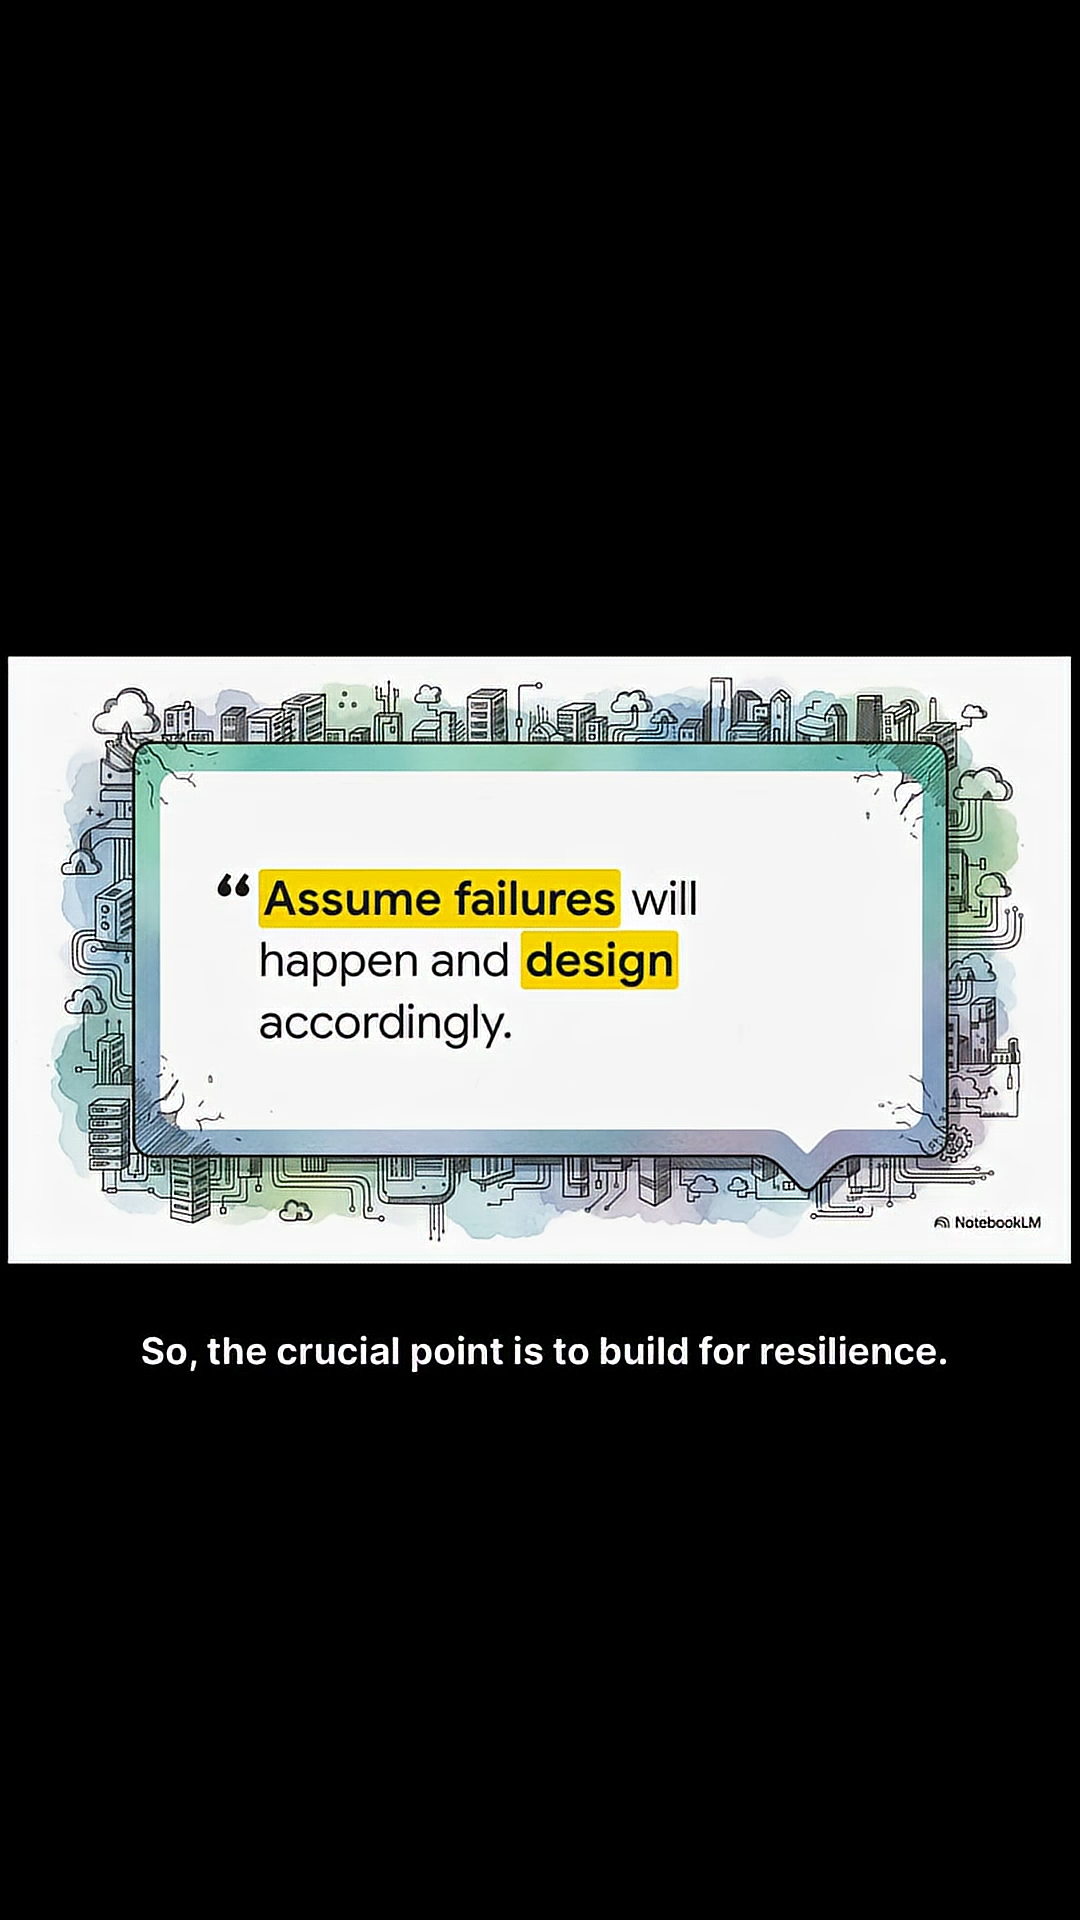 “ Assume failures will
happen and design
accordingly.
NotebookLM
So, the crucial point is to build for resilience.